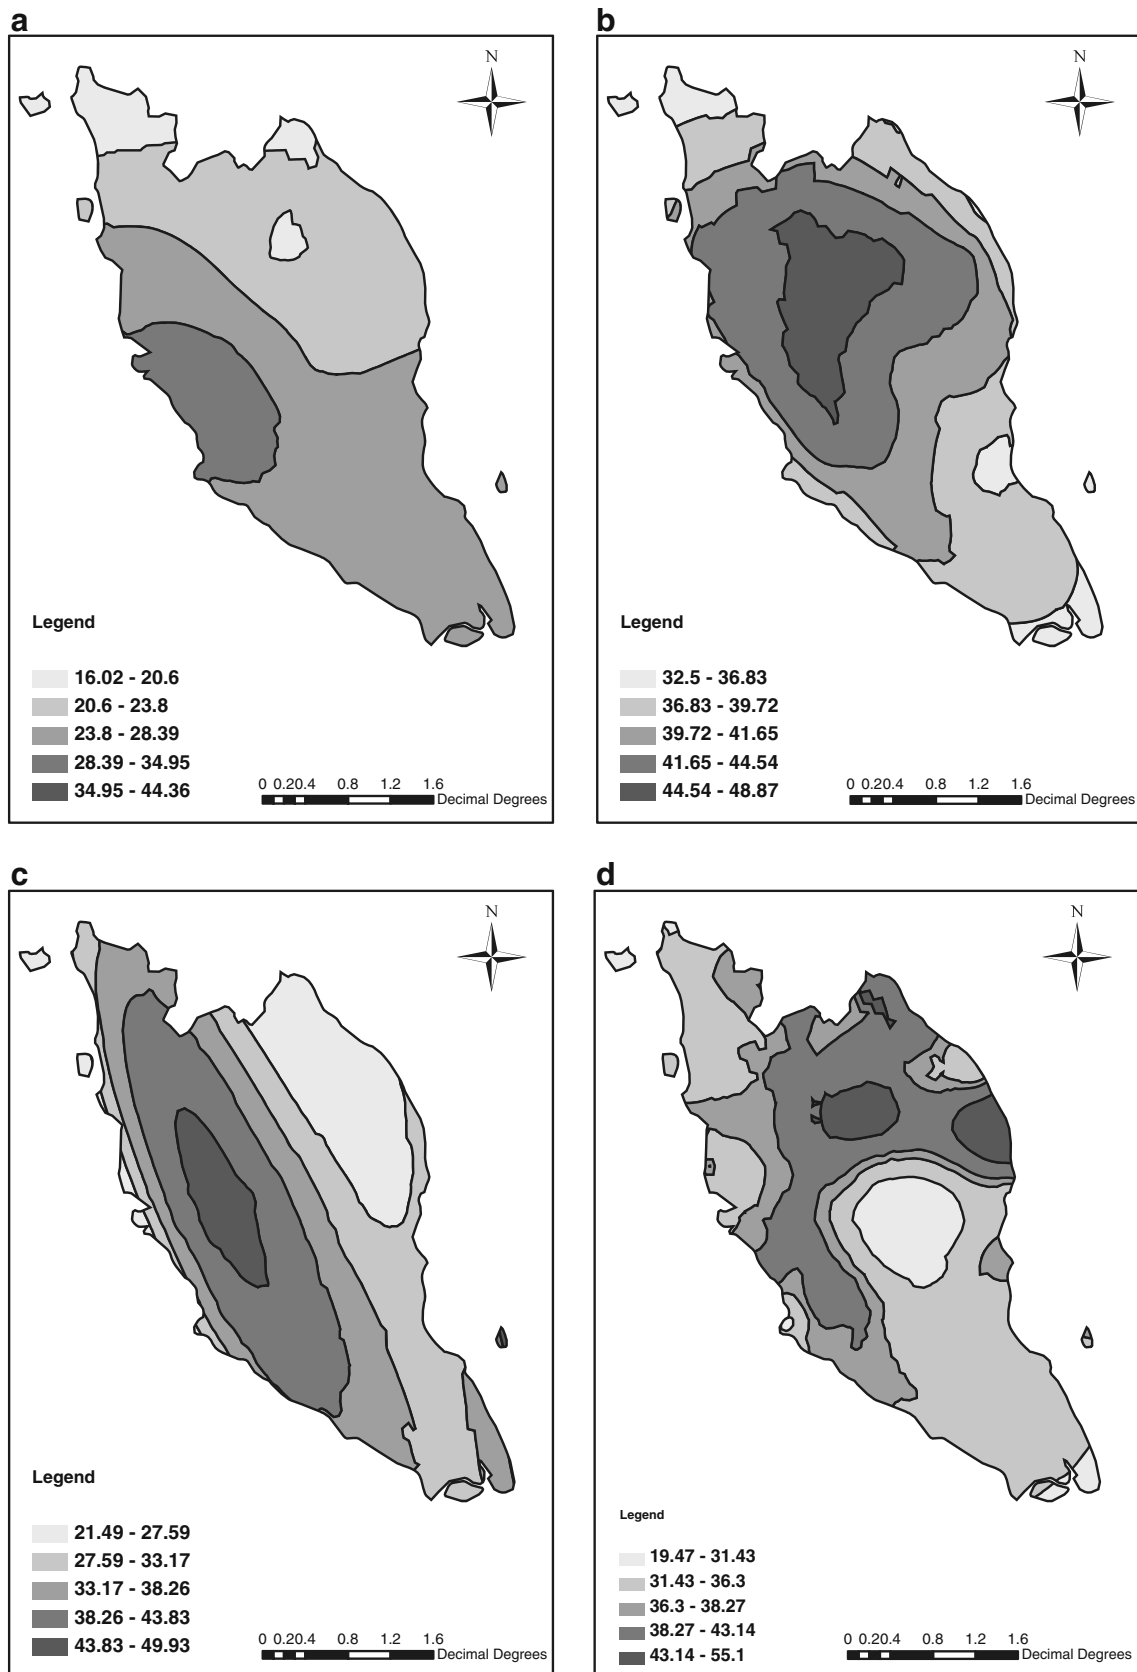 a
N
Legend
16.02 - 20.6
20.6 - 23.8
23.8 - 28.39
28.39 - 34.95
34.95 - 44.36
0 0.20.4 0.8 1.2 1.6
Decimal Degrees
b
N
Legend
32.5 - 36.83
36.83 - 39.72
39.72 - 41.65
41.65 - 44.54
44.54 - 48.87
0 0.20.4 0.8 1.2 1.6
Decimal Degrees
c
N
Legend
21.49 - 27.59
27.59 - 33.17
33.17 - 38.26
38.26 - 43.83
43.83 - 49.93
0 0.20.4 0.8 1.2 1.6
Decimal Degrees
d
N
Legend
19.47 - 31.43
31.43 - 36.3
36.3 - 38.27
38.27 - 43.14
43.14 - 55.1
0 0.20.4 0.8 1.2 1.6
Decimal Degrees